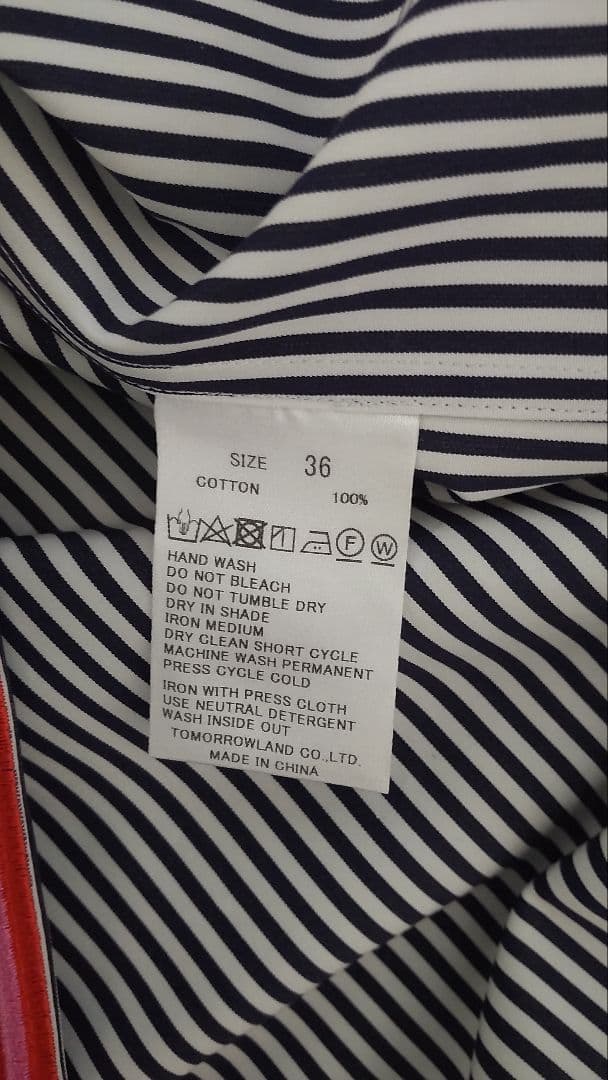 SIZE 36
COTTON
100%
F W
HAND WASH
DO NOT BLEACH
DO NOT TUMBLE DRY
DRY IN SHADE
IRON MEDIUM
DRY CLEAN SHORT CYCLE
MACHINE WASH PERMANENT
PRESS CYCLE COLD
IRON WITH PRESS CLOTH
USE NEUTRAL DETERGENT
WASH INSIDE OUT
TOMORROWLAND CO.,LTD.
MADE IN CHINA